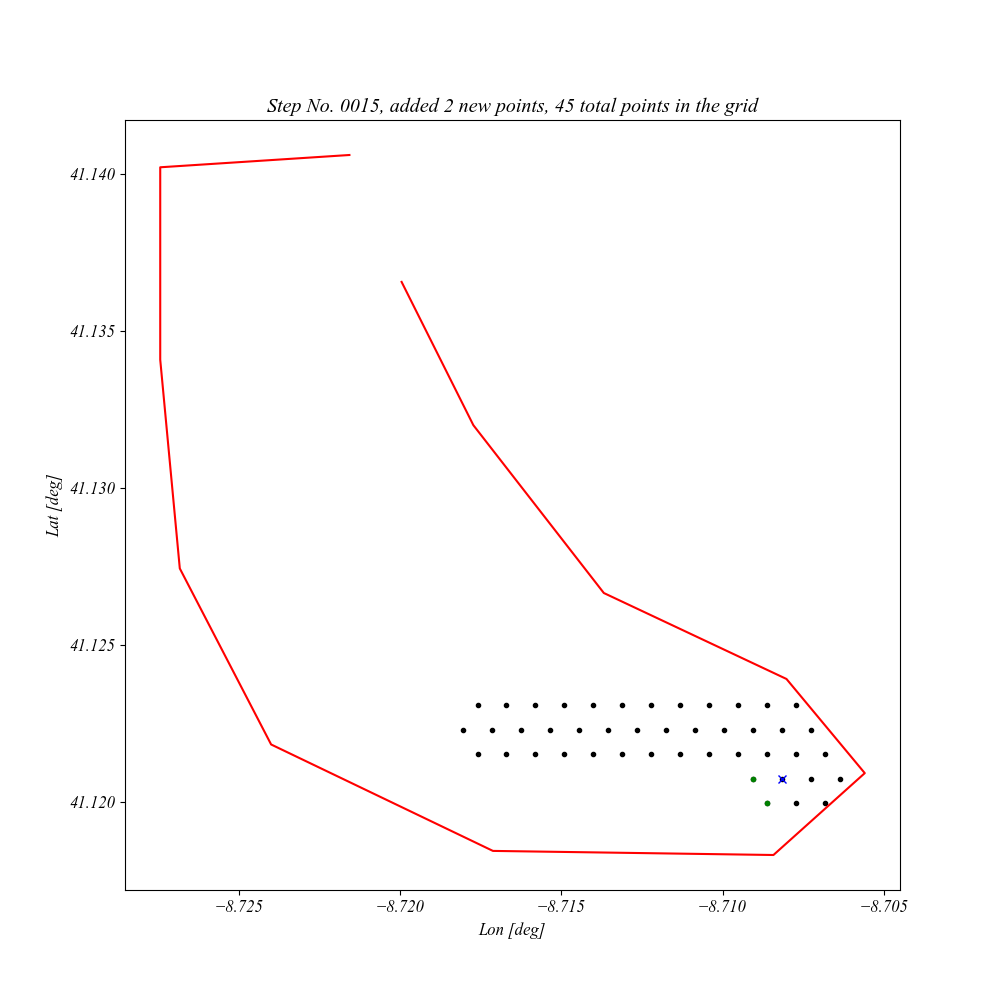 Step No. 0015, added 2 new points, 45 total points in the grid
41.140
41.135
41.130
41.125
41.120
Lat [deg]
−8.725 −8.720 −8.715 −8.710 −8.705
Lon [deg]